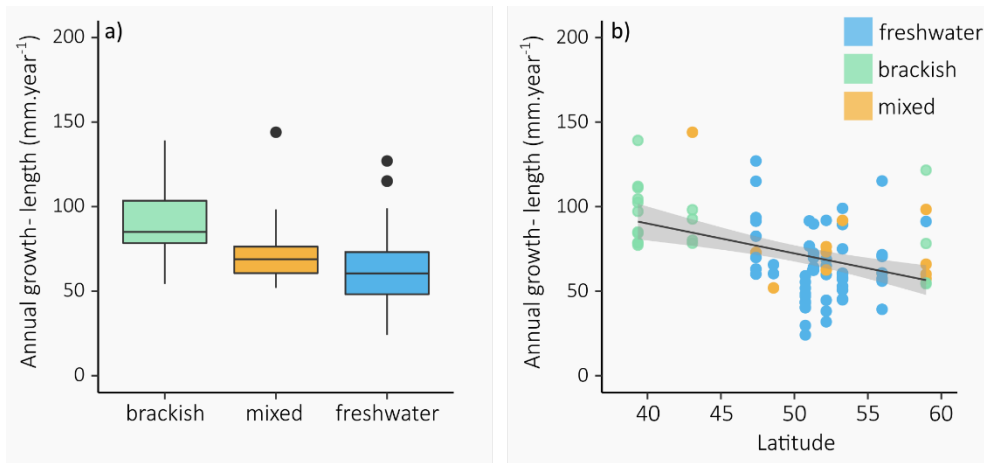 a)
Annual growth- length (mm.year⁻¹)
200
150
100
50
0
brackish mixed freshwater
b)
freshwater
brackish
mixed
Annual growth- length (mm.year⁻¹)
200
150
100
50
0
40 45 50 55 60
Latitude